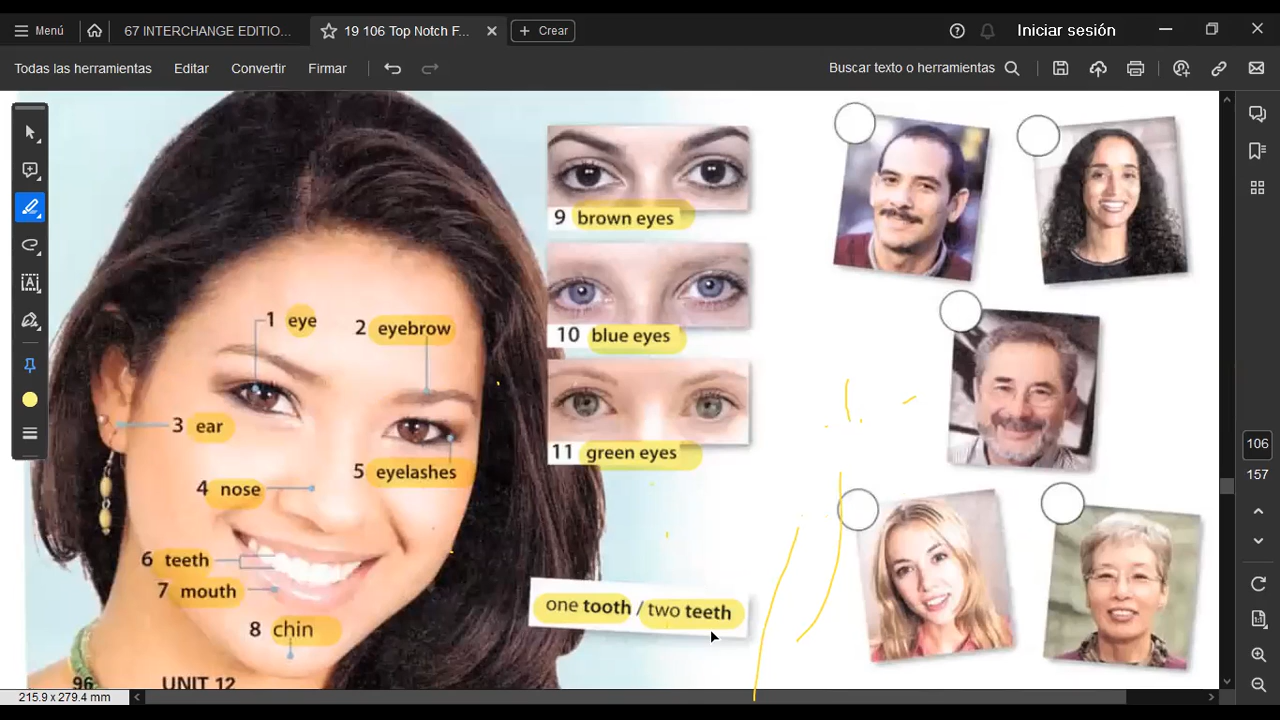 Menú
67 INTERCHANGE EDITIO...
19 106 Top Notch F...
Crear
Iniciar sesión
Todas las herramientas
Editar
Convertir
Firmar
Buscar texto o herramientas
1 eye
2 eyebrow
3 ear
5 eyelashes
4 nose
6 teeth
7 mouth
8 chin
96 UNIT 12
9 brown eyes
10 blue eyes
11 green eyes
one tooth / two teeth
106
157
215.9 x 279.4 mm